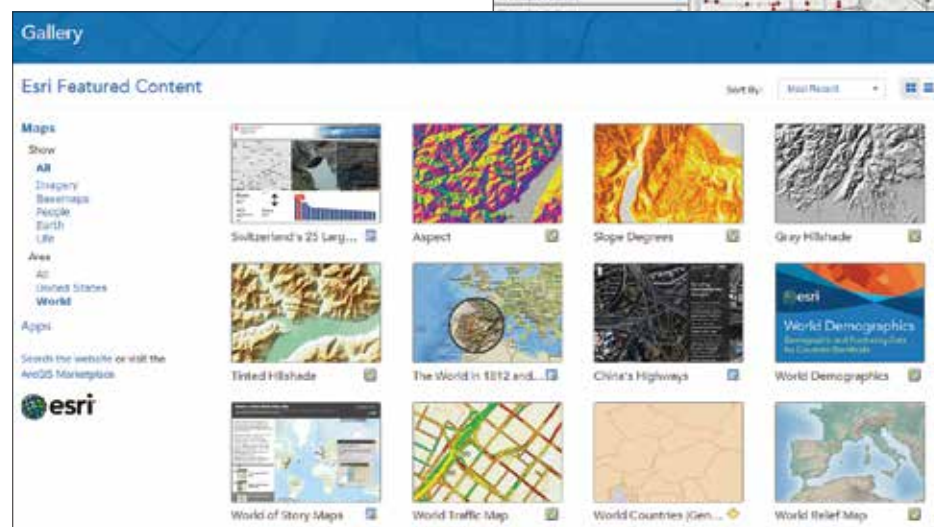 Gallery
Esri Featured Content
Sort By: Most Recent
Maps
Show
All
Imagery
Basemaps
People
Earth
Life
Area
All
United States
World
Apps
Search the website or visit the
ArcGIS Marketplace
esri
Switzerland's 25 Larg...
Aspect
Slope Degrees
Gray Hillshade
Tinted Hillshade
The World in 1812 and...
China's Highways
esri
World Demographics
World Demographics
World of Story Maps
World Traffic Map
World Countries (Gen...
World Relief Map